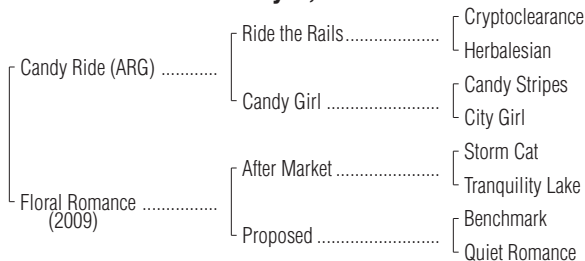 Cryptoclearance
Ride the Rails
Herbalesian
Candy Ride (ARG)
Candy Stripes
Candy Girl
City Girl
Storm Cat
After Market
Tranquility Lake
Floral Romance
(2009)
Benchmark
Proposed
Quiet Romance